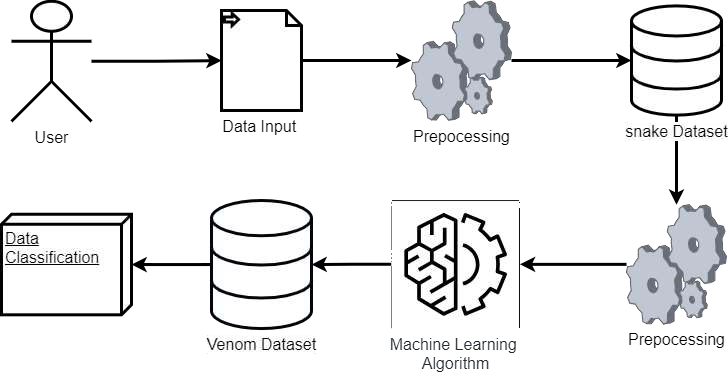 User
Data Input
Prepocessing
snake Dataset
Data
Classification
Venom Dataset
Machine Learning
Algorithm
Prepocessing